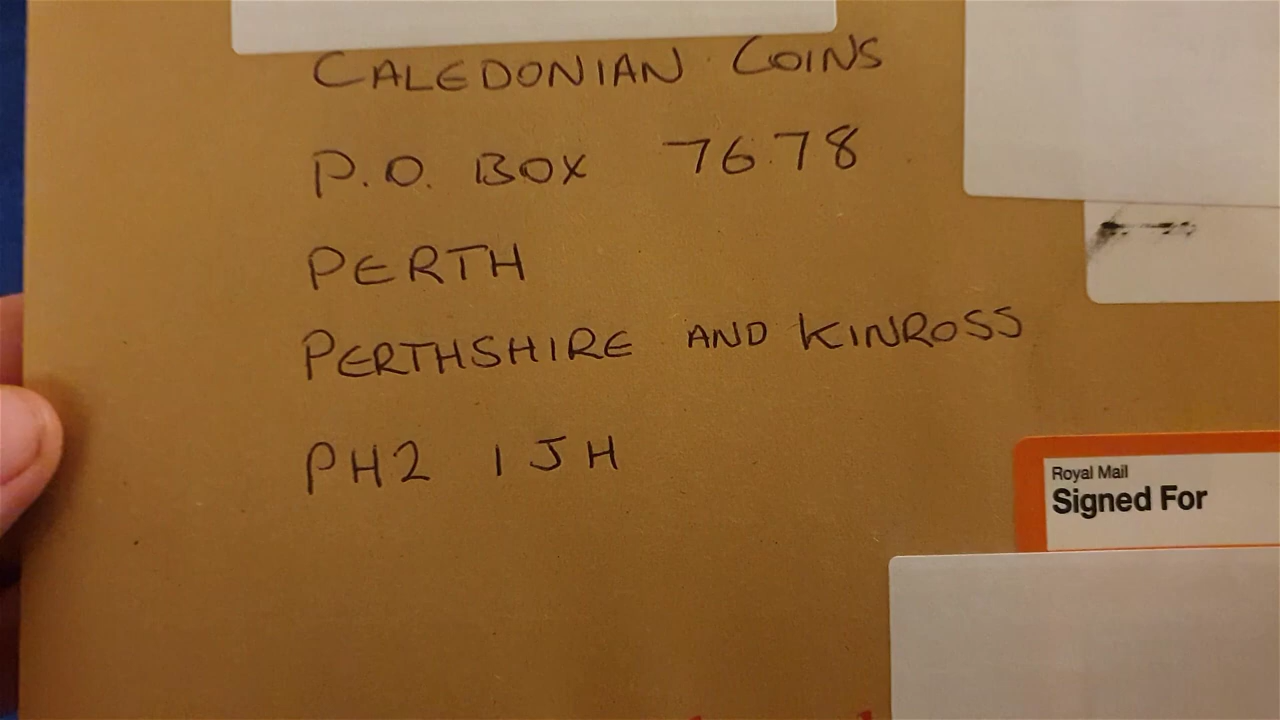 CALEDONIAN COINS
P.O. BOX 7678
PERTH
PERTHSHIRE AND KINROSS
PH2 1JH
Royal Mail
Signed For